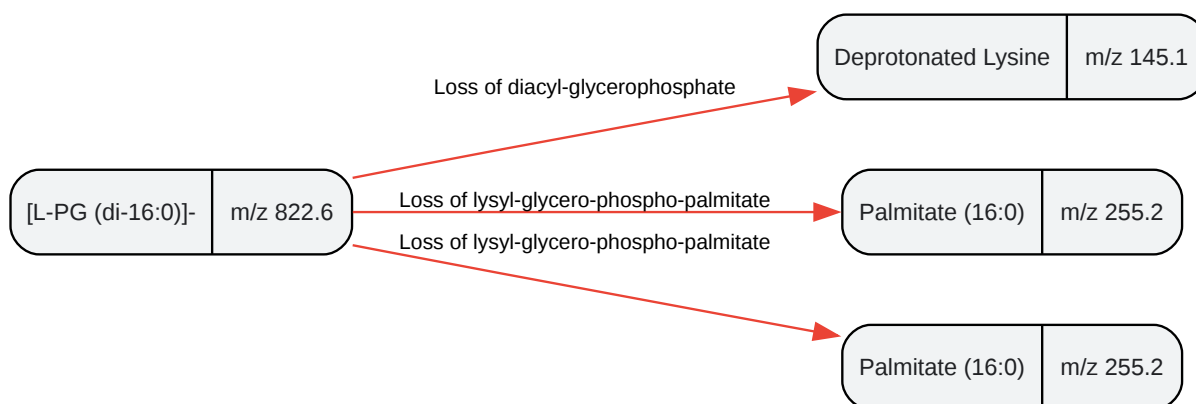 Deprotonated Lysine
m/z 145.1
Loss of diacyl-glycerophosphate
[L-PG (di-16:0)]-
m/z 822.6
Loss of lysyl-glycero-phospho-palmitate
Palmitate (16:0)
m/z 255.2
Loss of lysyl-glycero-phospho-palmitate
Palmitate (16:0)
m/z 255.2